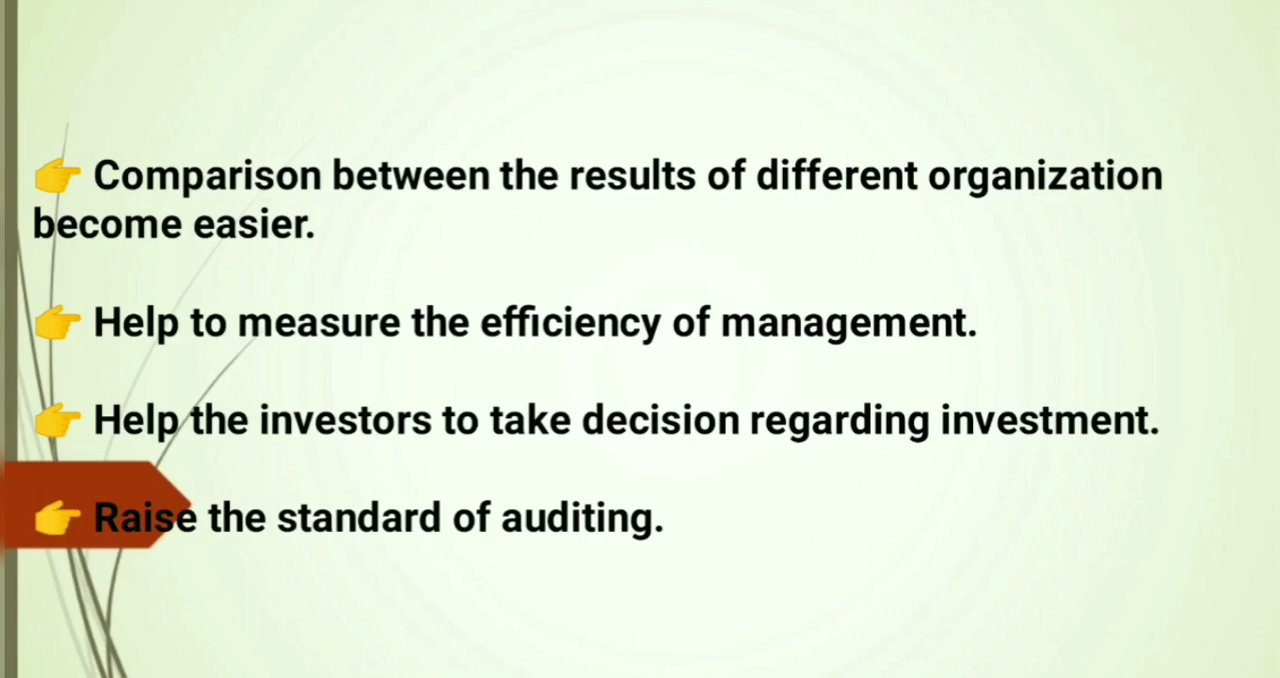 👉 Comparison between the results of different organization
become easier.
👉 Help to measure the efficiency of management.
👉 Help the investors to take decision regarding investment.
👉 Raise the standard of auditing.